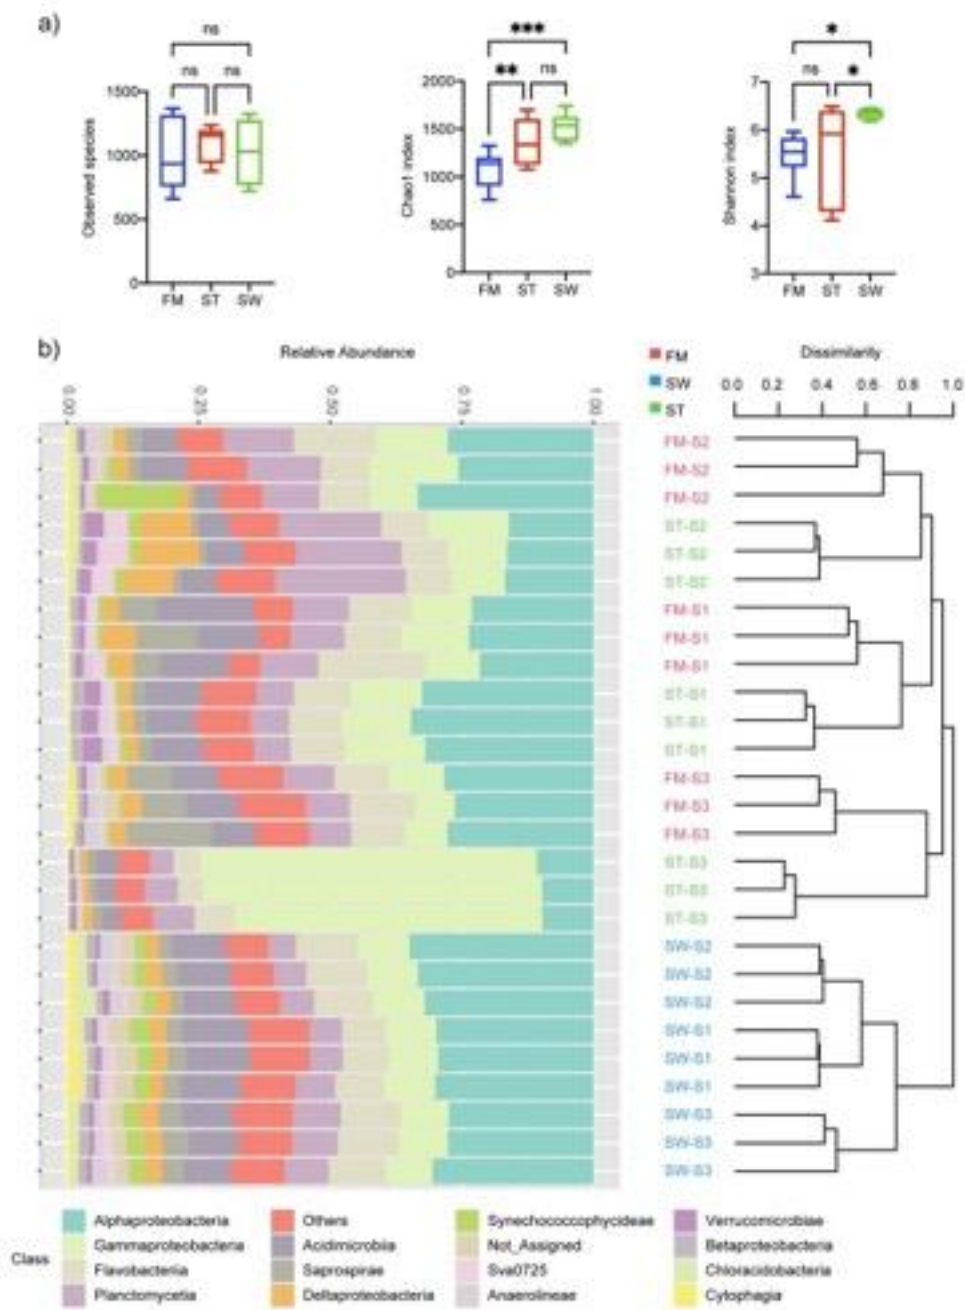 a)
ns
ns ns
1500
1000
500
0
Observed species
FM ST SW
***
** ns
2000
1500
1000
500
0
Chao1 index
FM ST SW
*
ns *
7
6
5
4
3
Shannon index
FM ST SW
b)
Relative Abundance
0.00 0.25 0.50 0.75 1.00
FM
SW
ST
Dissimilarity
0.0 0.2 0.4 0.6 0.8 1.0
FM-S2
FM-S2
FM-S2
ST-S2
ST-S2
ST-S2
FM-S1
FM-S1
FM-S1
ST-S1
ST-S1
ST-S1
FM-S3
FM-S3
FM-S3
ST-S3
ST-S3
ST-S3
SW-S2
SW-S2
SW-S2
SW-S1
SW-S1
SW-S1
SW-S3
SW-S3
SW-S3
Class
Alphaproteobacteria Others Synechococcophycideae Verrucomicrobiae
Gammaproteobacteria Acidimicrobiia Not_Assigned Betaproteobacteria
Flavobacteriia Saprospirae Sva0725 Chloracidobacteria
Planctomycetia Deltaproteobacteria Anaerolineae Cytophagia